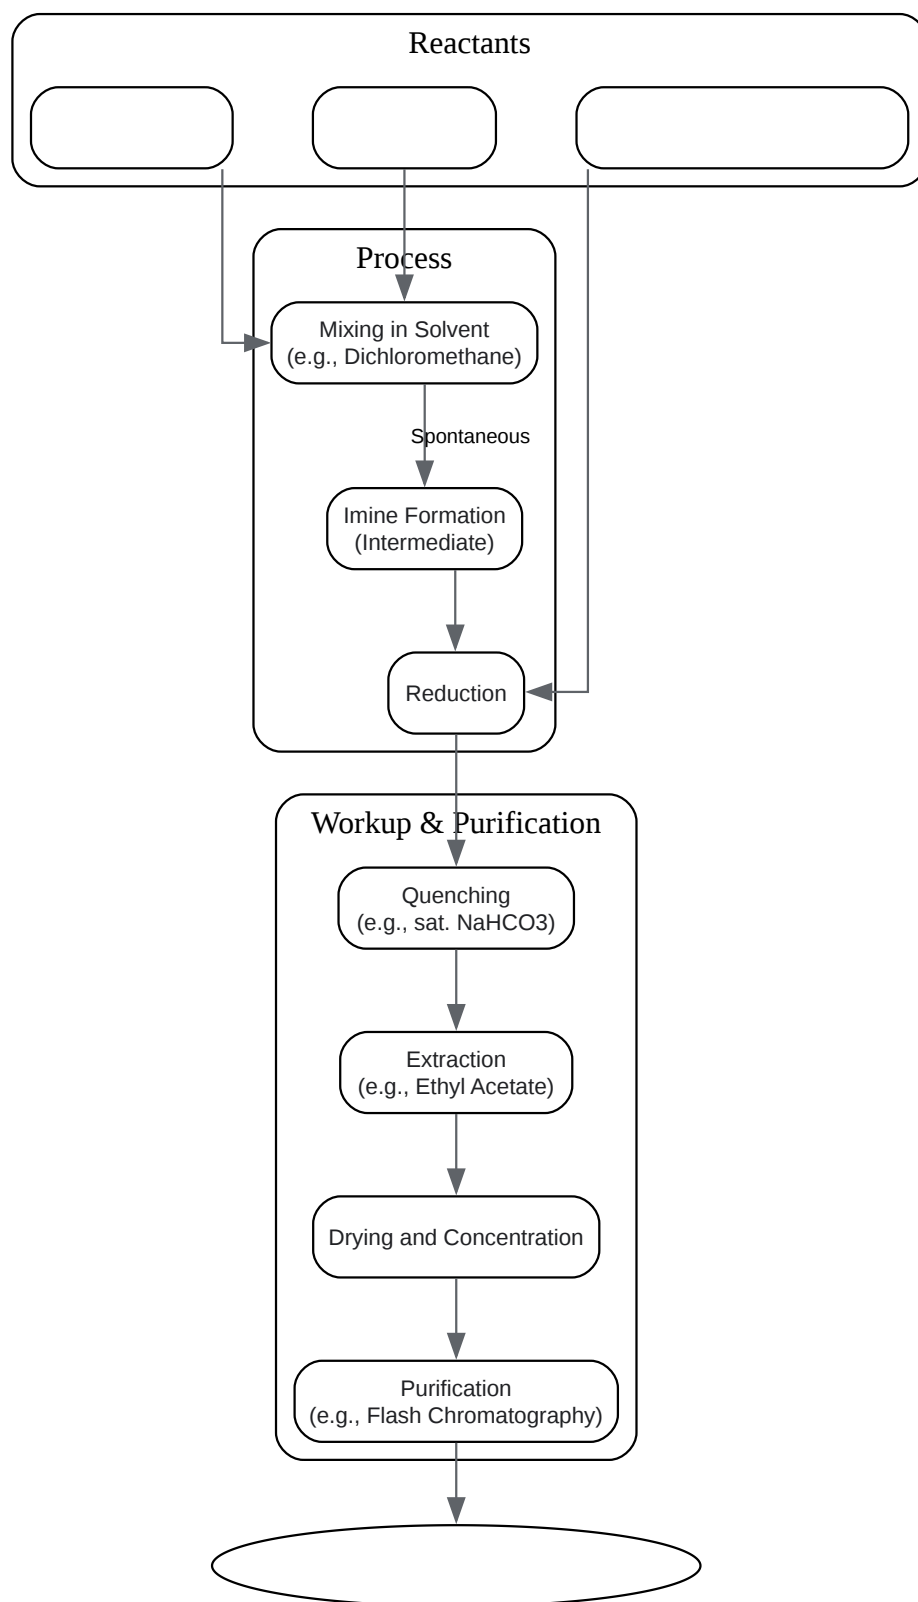 Reactants
Process
Mixing in Solvent
(e.g., Dichloromethane)
Spontaneous
Imine Formation
(Intermediate)
Reduction
Workup & Purification
Quenching
(e.g., sat. NaHCO3)
Extraction
(e.g., Ethyl Acetate)
Drying and Concentration
Purification
(e.g., Flash Chromatography)